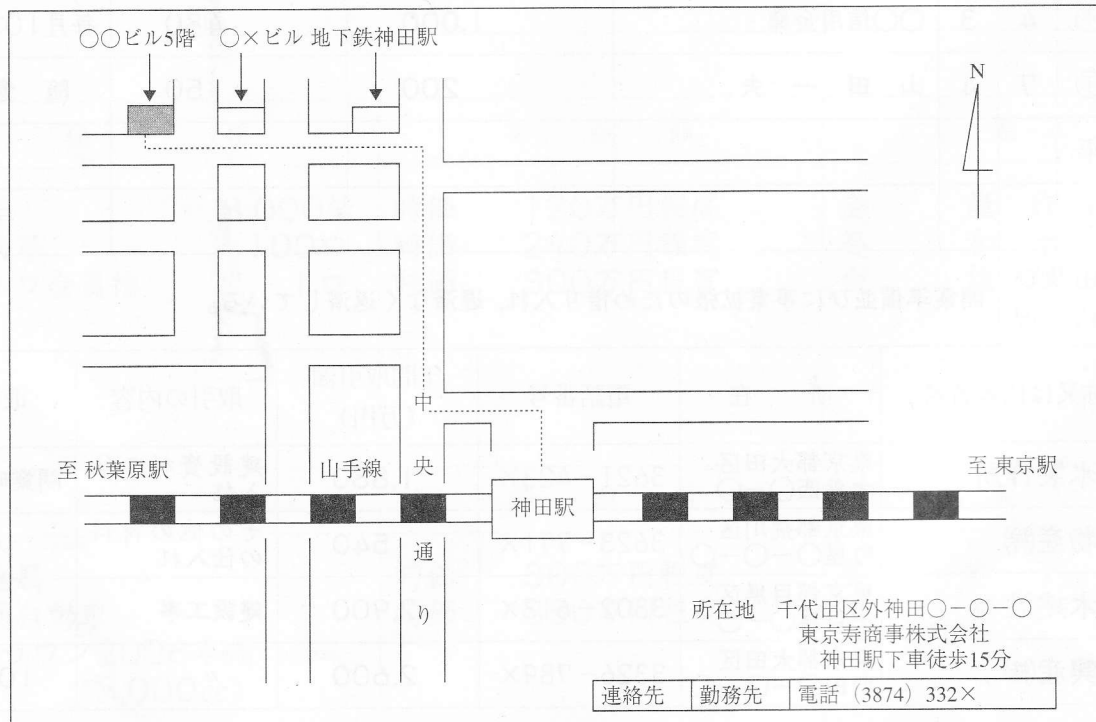 ○○ビル5階 ○×ビル 地下鉄神田駅
N
中央通り
至 秋葉原駅
山手線
神田駅
至 東京駅
所在地 千代田区外神田○－○－○
東京寿商事株式会社
神田駅下車徒歩15分
連絡先 勤務先 電話 (3874) 332×